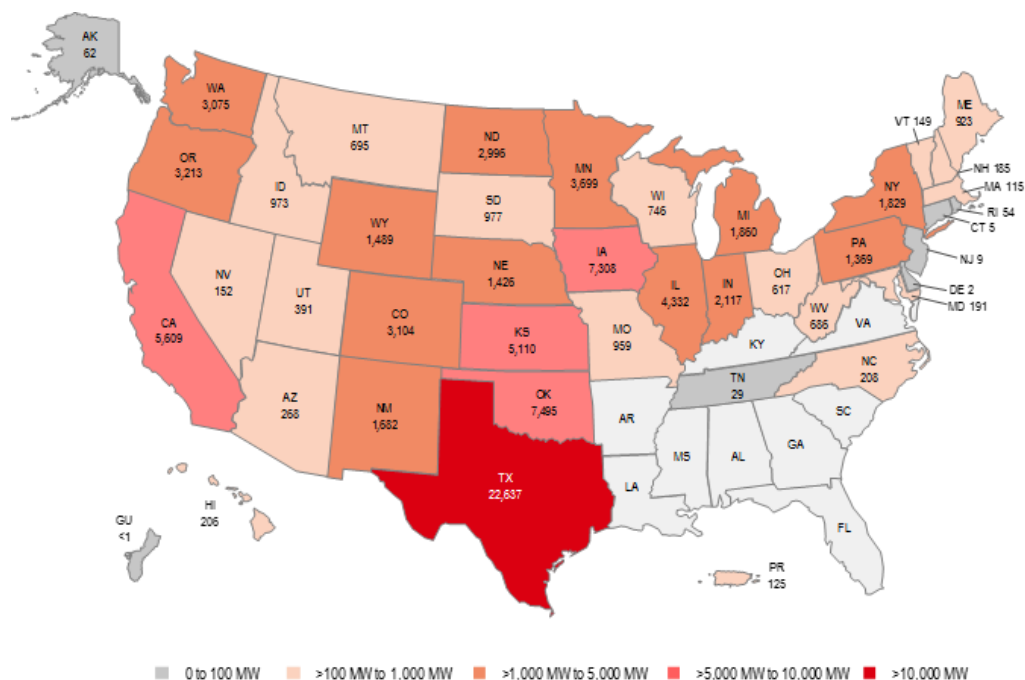 AK
62
WA
3,075
MT
695
ND
2,996
MN
3,699
VT 149
ME
923
OR
3,213
ID
973
SD
977
WI
746
MI
1,860
NY
1,829
NH 185
MA 115
RI 54
CT 5
WY
1,489
IA
7,308
PA
1,369
NJ 9
NE
1,426
NV
152
UT
391
CO
3,104
IL
4,332
IN
2,117
OH
617
DE 2
MD 191
CA
5,609
KS
5,110
MO
959
WV
686
VA
KY
AZ
268
NM
1,682
OK
7,495
AR
TN
29
NC
208
SC
TX
22,637
LA
MS
AL
GA
FL
HI
206
GU
<1
PR
125
0 to 100 MW
>100 MW to 1.000 MW
>1.000 MW to 5.000 MW
>5.000 MW to 10.000 MW
>10.000 MW